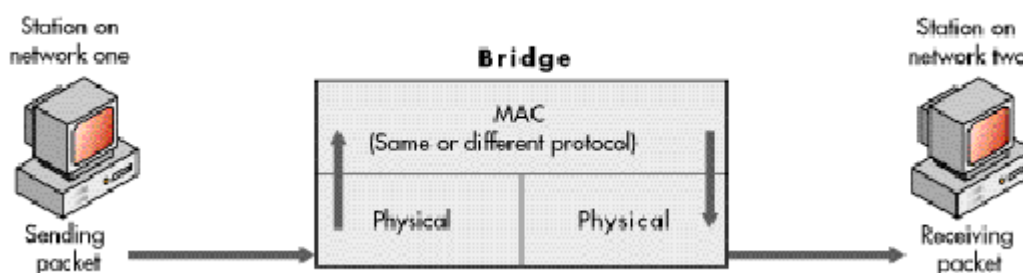 Station on
network one
Sending
packet
Bridge
MAC
(Same or different protocol)
Physical
Physical
Station on
network two
Receiving
packet